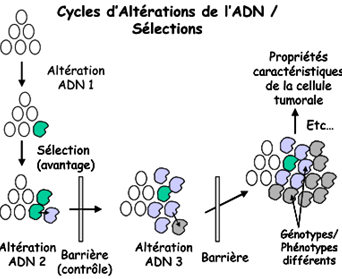 Cycles d'Altérations de l'ADN /
Sélections
Altération
ADN 1
Sélection
(avantage)
Altération
ADN 2
Barrière
(contrôle)
Altération
ADN 3
Barrière
Propriétés
caractéristiques
de la cellule
tumorale
Etc...
Génotypes/
Phénotypes
différents